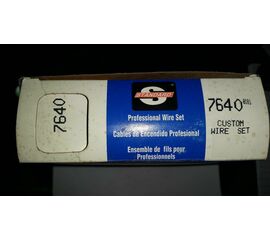 7640
STANDARD
S
Professional Wire Set
Cables de Encendido Profesional
Ensemble de fils pour
Professionnels
7640
CUSTOM
WIRE SET